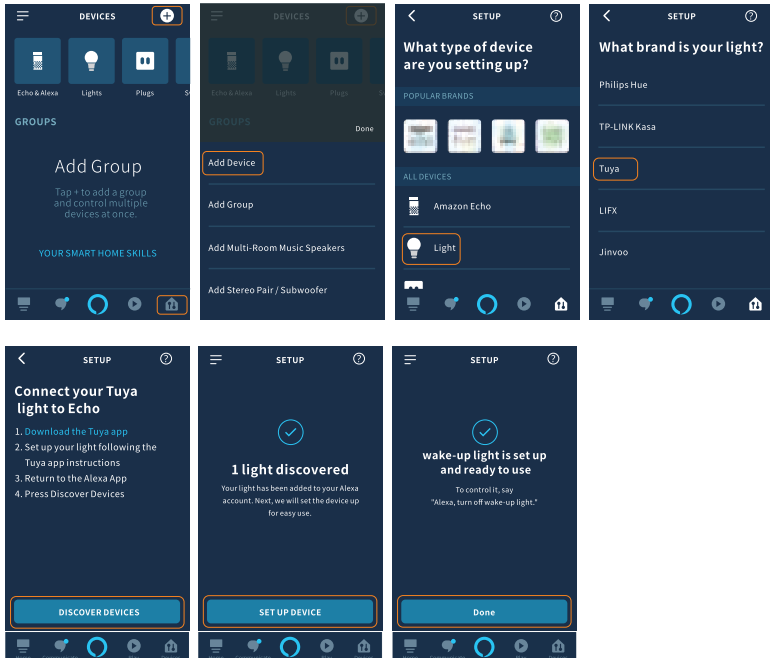 DEVICES
Echo & Alexa
Lights
Plugs
GROUPS
Add Group
Tap + to add a group
and control multiple
devices at once.
YOUR SMART HOME SKILLS
DEVICES
Echo & Alexa
Lights
Plugs
GROUPS
Done
Add Device
Add Group
Add Multi-Room Music Speakers
Add Stereo Pair / Subwoofer
SETUP
What type of device
are you setting up?
POPULAR BRANDS
ALL DEVICES
Amazon Echo
Light
SETUP
What brand is your light?
Philips Hue
TP-LINK Kasa
Tuya
LIFX
Jinvoo
SETUP
Connect your Tuya
light to Echo
1. Download the Tuya app
2. Set up your light following the
Tuya app instructions
3. Return to the Alexa App
4. Press Discover Devices
DISCOVER DEVICES
SETUP
1 light discovered
Your light has been added to your Alexa
account. Next, we will set the device up
for easy use.
SET UP DEVICE
SETUP
wake-up light is set up
and ready to use
To control it, say
"Alexa, turn off wake-up light."
Done